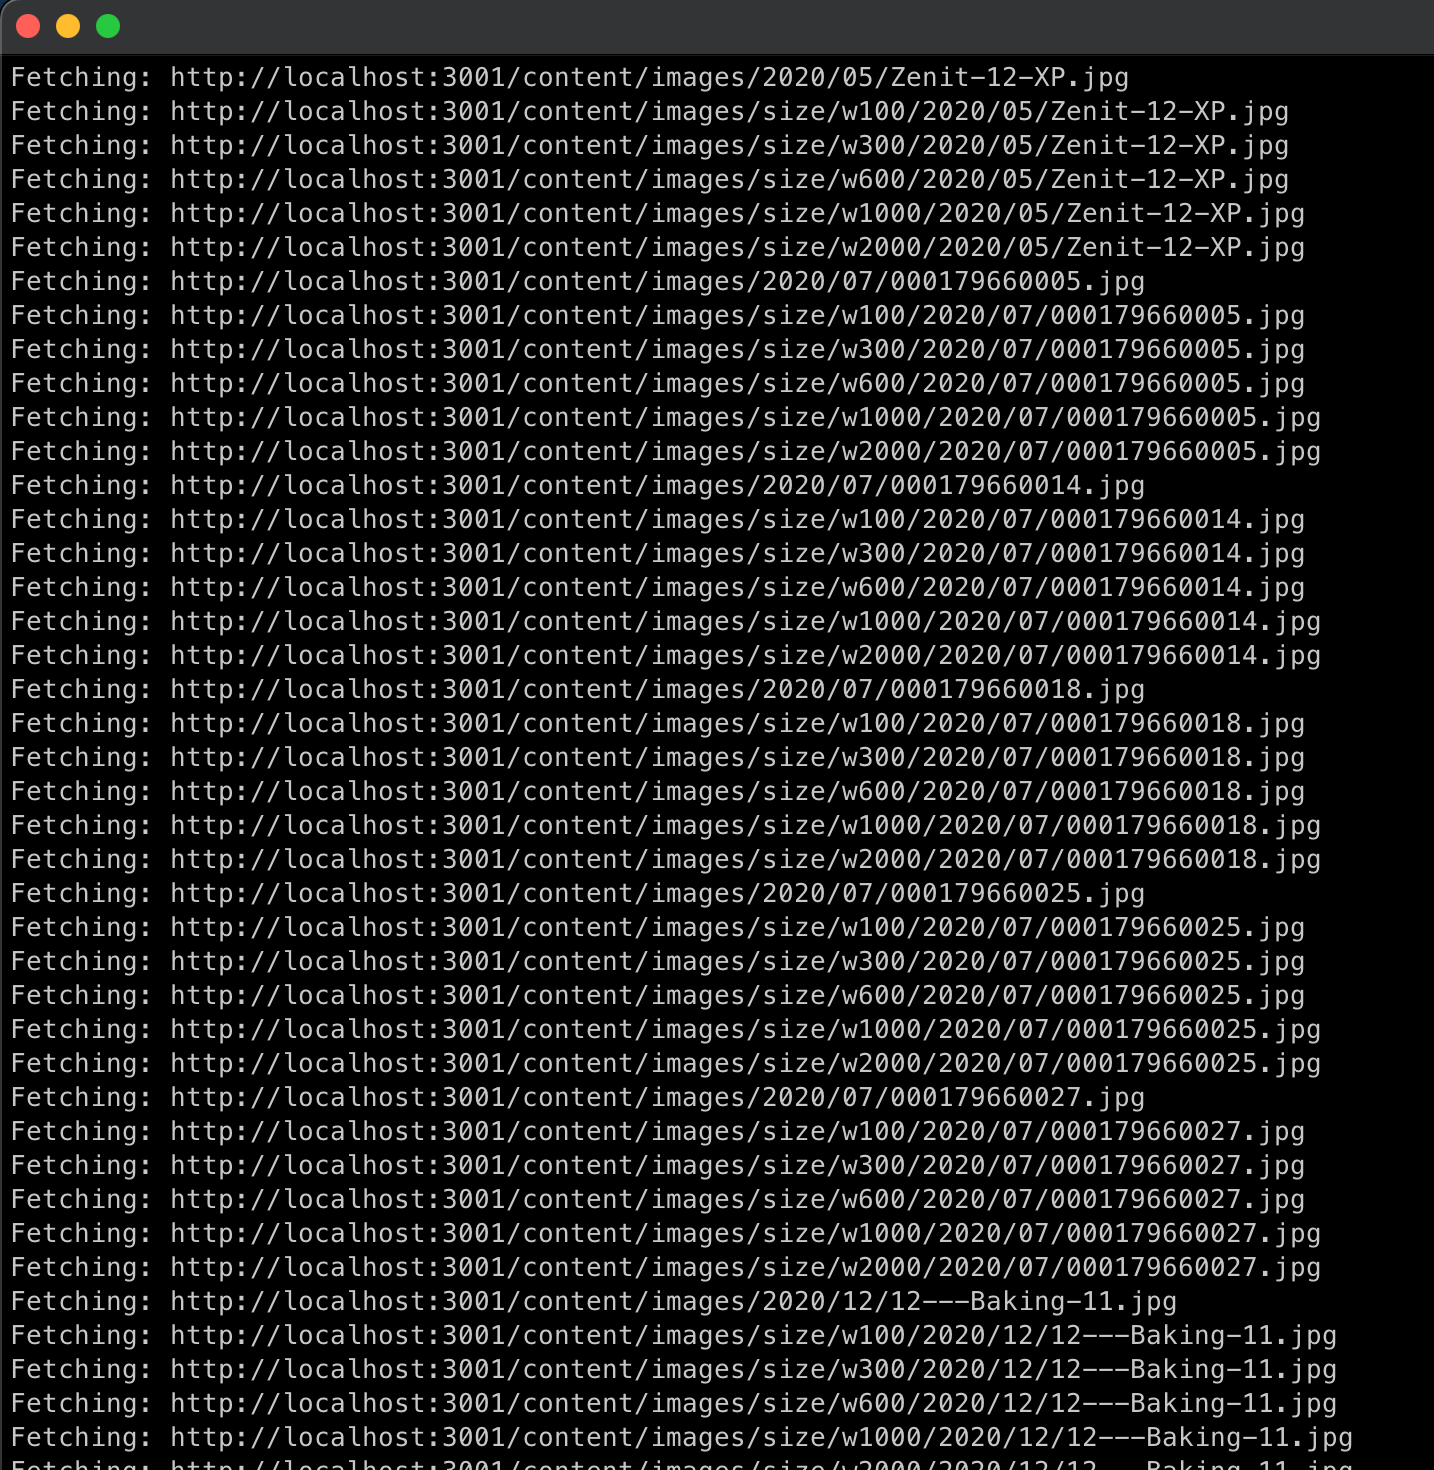 Fetching: http://localhost:3001/content/images/2020/05/Zenit-12-XP.jpg
Fetching: http://localhost:3001/content/images/size/w100/2020/05/Zenit-12-XP.jpg
Fetching: http://localhost:3001/content/images/size/w300/2020/05/Zenit-12-XP.jpg
Fetching: http://localhost:3001/content/images/size/w600/2020/05/Zenit-12-XP.jpg
Fetching: http://localhost:3001/content/images/size/w1000/2020/05/Zenit-12-XP.jpg
Fetching: http://localhost:3001/content/images/size/w2000/2020/05/Zenit-12-XP.jpg
Fetching: http://localhost:3001/content/images/2020/07/000179660005.jpg
Fetching: http://localhost:3001/content/images/size/w100/2020/07/000179660005.jpg
Fetching: http://localhost:3001/content/images/size/w300/2020/07/000179660005.jpg
Fetching: http://localhost:3001/content/images/size/w600/2020/07/000179660005.jpg
Fetching: http://localhost:3001/content/images/size/w1000/2020/07/000179660005.jpg
Fetching: http://localhost:3001/content/images/size/w2000/2020/07/000179660005.jpg
Fetching: http://localhost:3001/content/images/2020/07/000179660014.jpg
Fetching: http://localhost:3001/content/images/size/w100/2020/07/000179660014.jpg
Fetching: http://localhost:3001/content/images/size/w300/2020/07/000179660014.jpg
Fetching: http://localhost:3001/content/images/size/w600/2020/07/000179660014.jpg
Fetching: http://localhost:3001/content/images/size/w1000/2020/07/000179660014.jpg
Fetching: http://localhost:3001/content/images/size/w2000/2020/07/000179660014.jpg
Fetching: http://localhost:3001/content/images/2020/07/000179660018.jpg
Fetching: http://localhost:3001/content/images/size/w100/2020/07/000179660018.jpg
Fetching: http://localhost:3001/content/images/size/w300/2020/07/000179660018.jpg
Fetching: http://localhost:3001/content/images/size/w600/2020/07/000179660018.jpg
Fetching: http://localhost:3001/content/images/size/w1000/2020/07/000179660018.jpg
Fetching: http://localhost:3001/content/images/size/w2000/2020/07/000179660018.jpg
Fetching: http://localhost:3001/content/images/2020/07/000179660025.jpg
Fetching: http://localhost:3001/content/images/size/w100/2020/07/000179660025.jpg
Fetching: http://localhost:3001/content/images/size/w300/2020/07/000179660025.jpg
Fetching: http://localhost:3001/content/images/size/w600/2020/07/000179660025.jpg
Fetching: http://localhost:3001/content/images/size/w1000/2020/07/000179660025.jpg
Fetching: http://localhost:3001/content/images/size/w2000/2020/07/000179660025.jpg
Fetching: http://localhost:3001/content/images/2020/07/000179660027.jpg
Fetching: http://localhost:3001/content/images/size/w100/2020/07/000179660027.jpg
Fetching: http://localhost:3001/content/images/size/w300/2020/07/000179660027.jpg
Fetching: http://localhost:3001/content/images/size/w600/2020/07/000179660027.jpg
Fetching: http://localhost:3001/content/images/size/w1000/2020/07/000179660027.jpg
Fetching: http://localhost:3001/content/images/size/w2000/2020/07/000179660027.jpg
Fetching: http://localhost:3001/content/images/2020/12/12---Baking-11.jpg
Fetching: http://localhost:3001/content/images/size/w100/2020/12/12---Baking-11.jpg
Fetching: http://localhost:3001/content/images/size/w300/2020/12/12---Baking-11.jpg
Fetching: http://localhost:3001/content/images/size/w600/2020/12/12---Baking-11.jpg
Fetching: http://localhost:3001/content/images/size/w1000/2020/12/12---Baking-11.jpg
Fetching: http://localhost:3001/content/images/size/w2000/2020/12/12---Baking-11.jpg